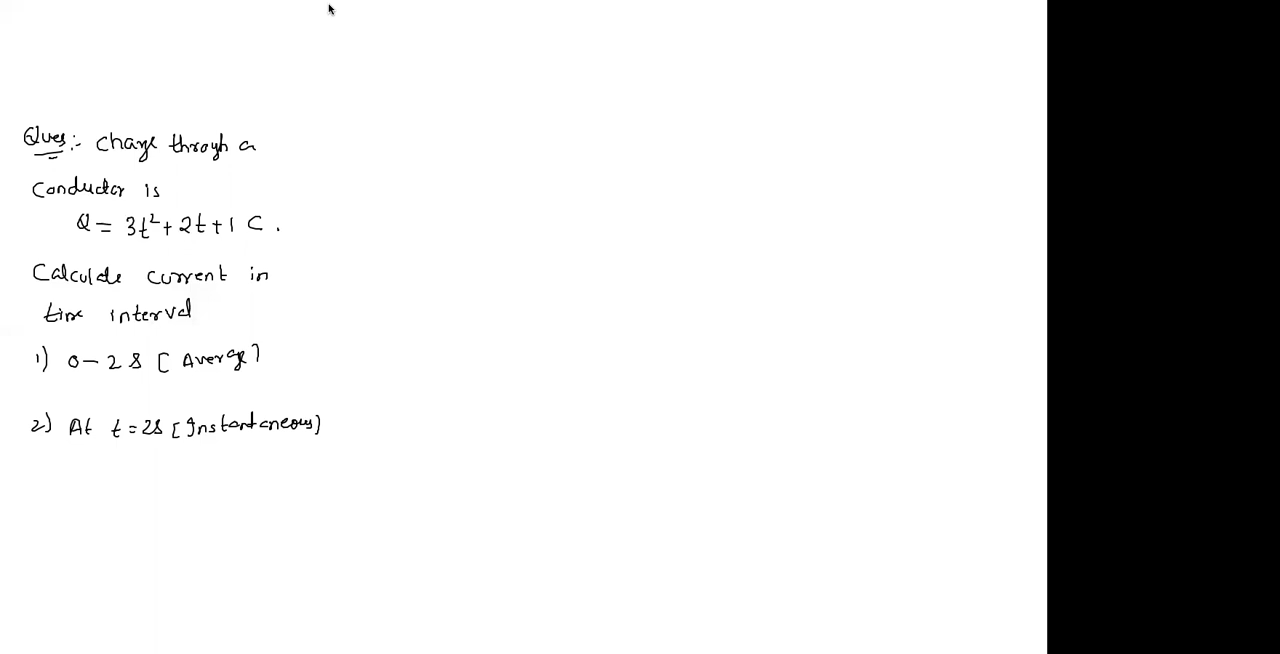 Ques:- Charge through a
Conductor is
Q = 3t²+2t+1 C.
Calculate current in
time interval
1) 0-2s [Average]
2) At t=2s [Instantaneous]